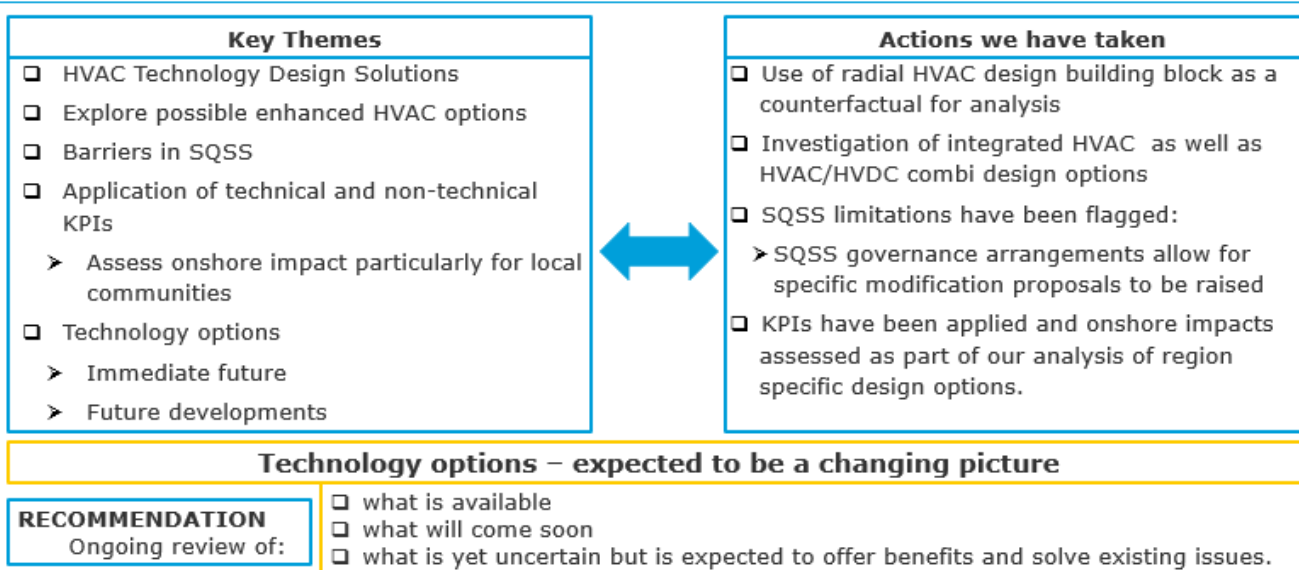 Key Themes
❑ HVAC Technology Design Solutions
❑ Explore possible enhanced HVAC options
❑ Barriers in SQSS
❑ Application of technical and non-technical
KPIs
➤ Assess onshore impact particularly for local
communities
❑ Technology options
➤ Immediate future
➤ Future developments
Actions we have taken
❑ Use of radial HVAC design building block as a
counterfactual for analysis
❑ Investigation of integrated HVAC as well as
HVAC/HVDC combi design options
❑ SQSS limitations have been flagged:
➤ SQSS governance arrangements allow for
specific modification proposals to be raised
❑ KPIs have been applied and onshore impacts
assessed as part of our analysis of region
specific design options.
Technology options – expected to be a changing picture
RECOMMENDATION
Ongoing review of:
❑ what is available
❑ what will come soon
❑ what is yet uncertain but is expected to offer benefits and solve existing issues.